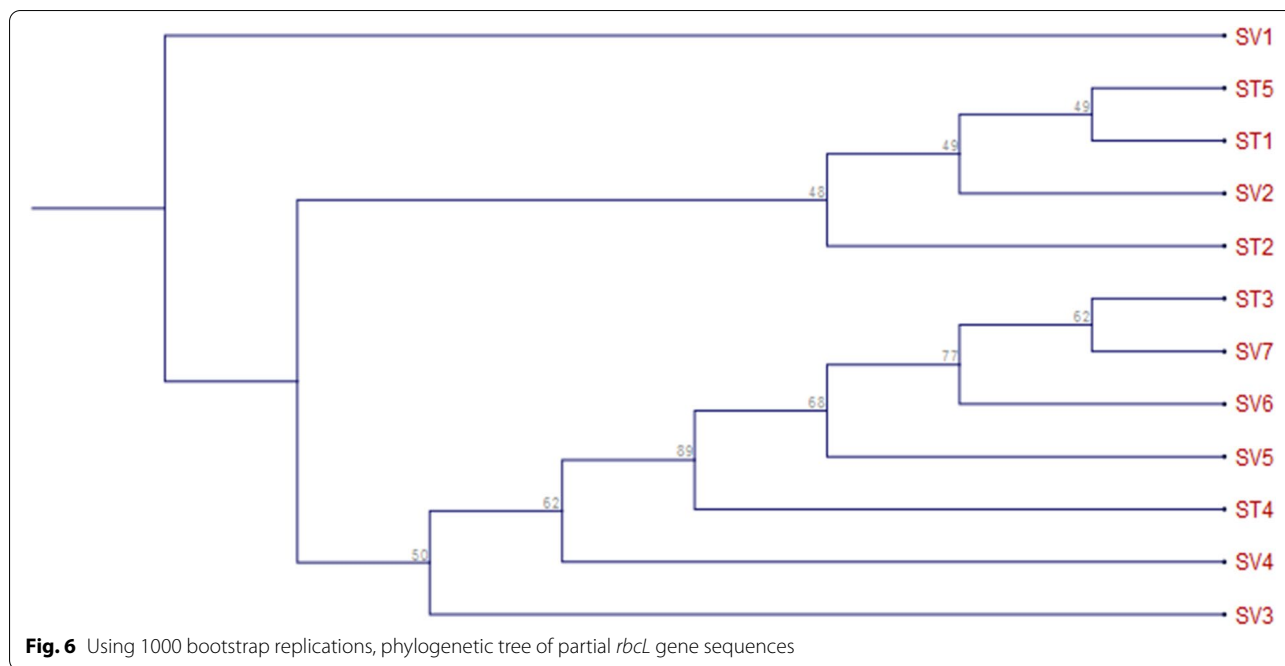 SV1
ST5
49
ST1
49
SV2
48
ST2
ST3
62
SV7
77
SV6
68
SV5
89
ST4
62
SV4
50
SV3
Fig. 6 Using 1000 bootstrap replications, phylogenetic tree of partial rbcL gene sequences